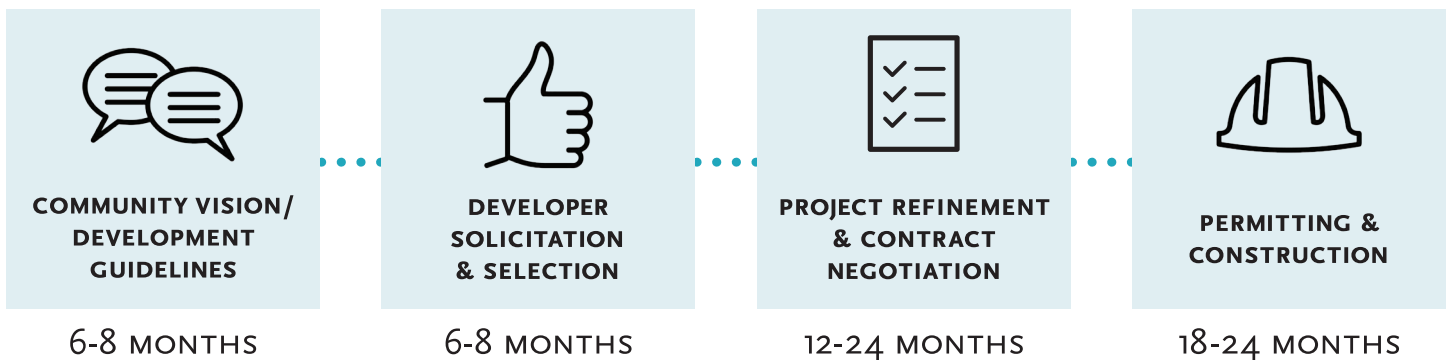 COMMUNITY VISION/
DEVELOPMENT
GUIDELINES
6-8 MONTHS
DEVELOPER
SOLICITATION
& SELECTION
6-8 MONTHS
PROJECT REFINEMENT
& CONTRACT
NEGOTIATION
12-24 MONTHS
PERMITTING &
CONSTRUCTION
18-24 MONTHS